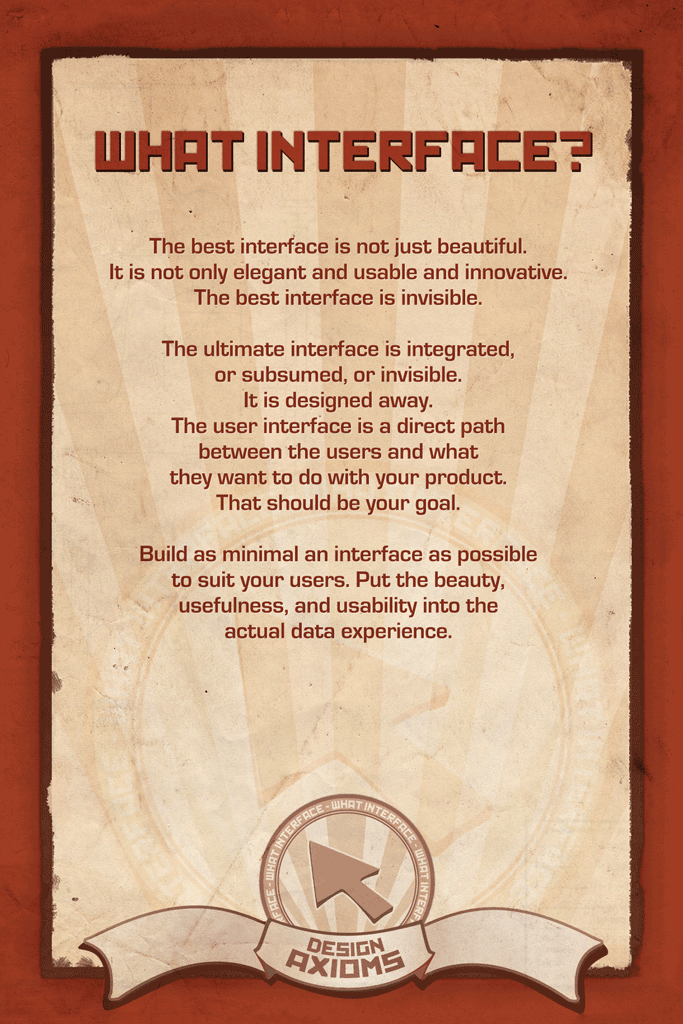 WHAT INTERFACE?
The best interface is not just beautiful.
It is not only elegant and usable and innovative.
The best interface is invisible.
The ultimate interface is integrated,
or subsumed, or invisible.
It is designed away.
The user interface is a direct path
between the users and what
they want to do with your product.
That should be your goal.
Build as minimal an interface as possible
to suit your users. Put the beauty,
usefulness, and usability into the
actual data experience.
FACE - WHAT INTERFACE - WHAT INTERFACE - WHAT INTERF
DESIGN
AXIOMS